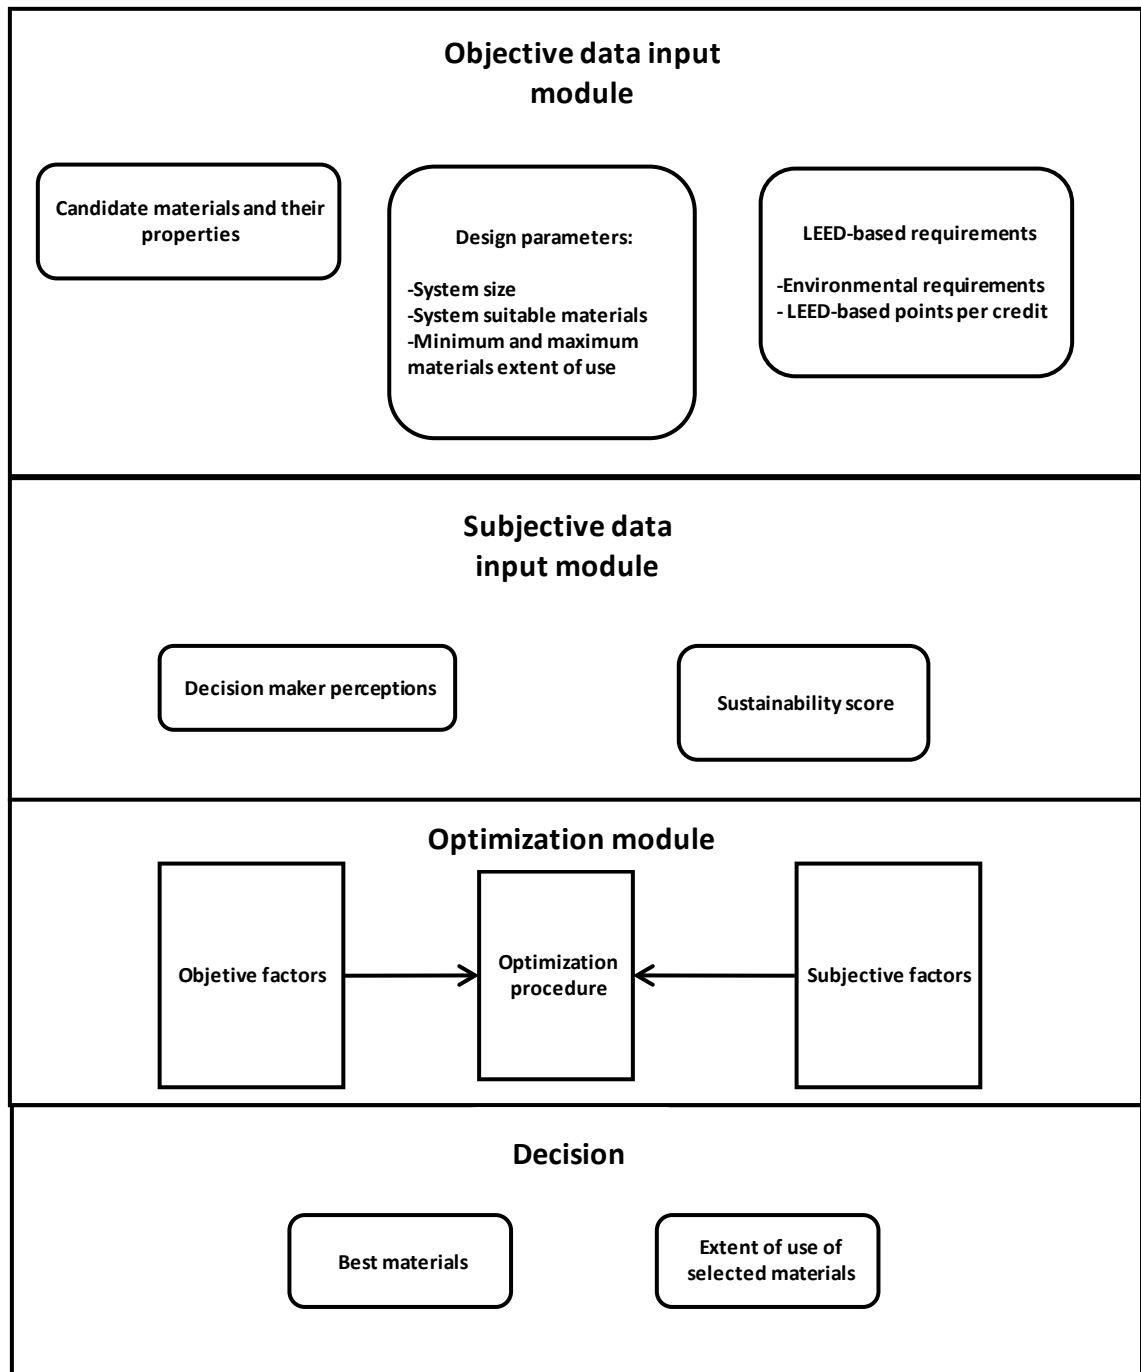 Objective data input
module
Candidate materials and their
properties
Design parameters:
-System size
-System suitable materials
-Minimum and maximum
materials extent of use
LEED-based requirements
-Environmental requirements
- LEED-based points per credit
Subjective data
input module
Decision maker perceptions
Sustainability score
Optimization module
Objetive factors
Optimization
procedure
Subjective factors
Decision
Best materials
Extent of use of
selected materials